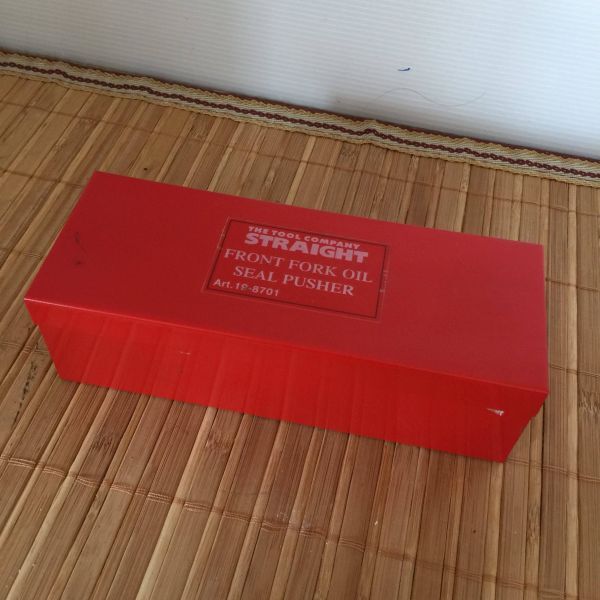 THE TOOL COMPANY
STRAIGHT
FRONT FORK OIL
SEAL PUSHER
Art.19-8701